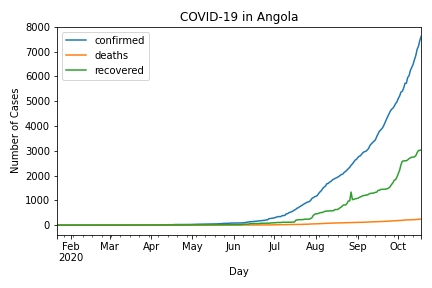 COVID-19 in Angola
confirmed
deaths
recovered
Number of Cases
8000
7000
6000
5000
4000
3000
2000
1000
0
Feb Mar Apr May Jun Jul Aug Sep Oct
2020
Day